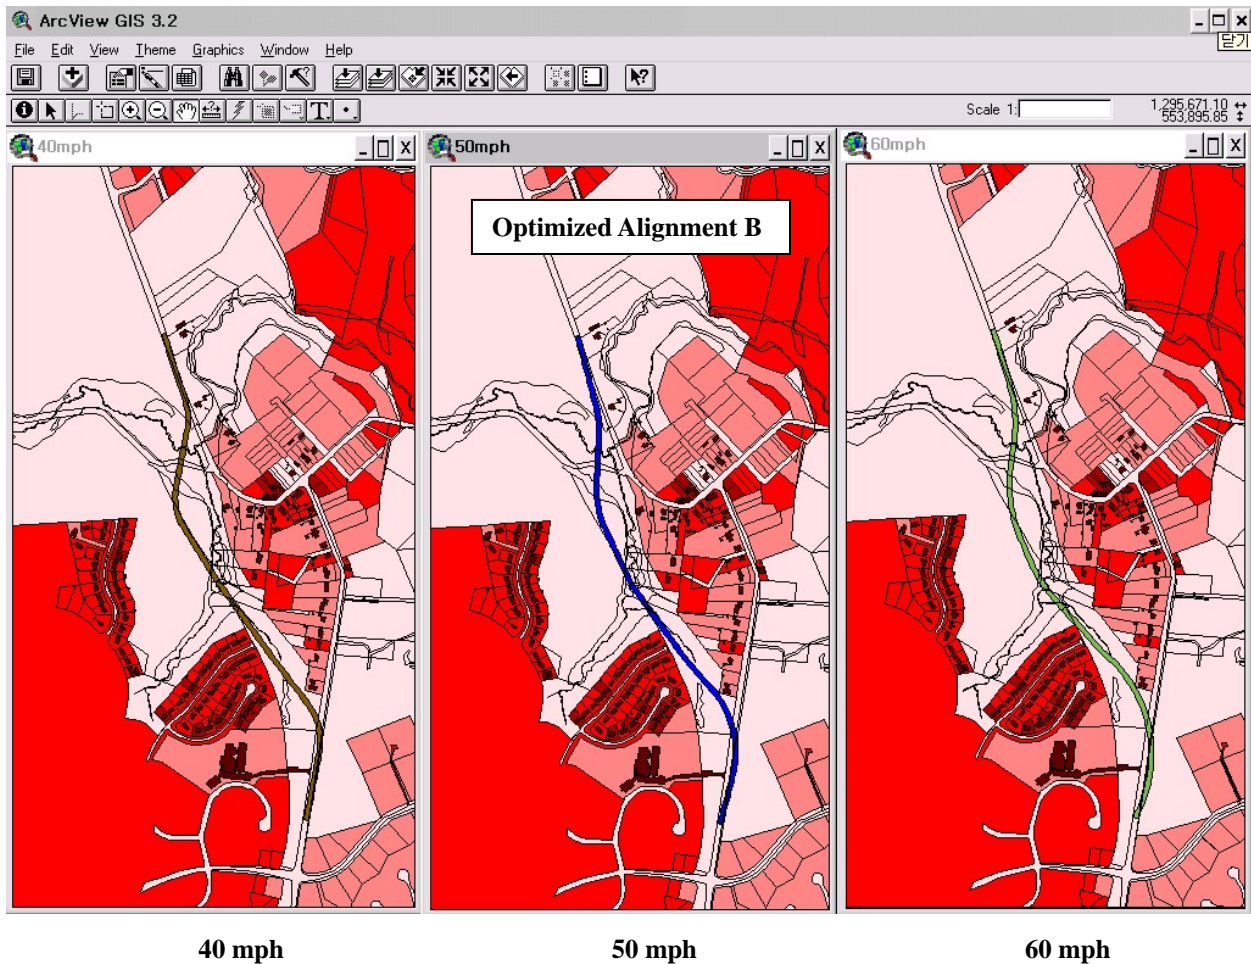 ArcView GIS 3.2
닫기
File Edit View Theme Graphics Window Help
Scale 1: 1,295,671.10
553,895.85
40mph 50mph 60mph
Optimized Alignment B
40 mph 50 mph 60 mph